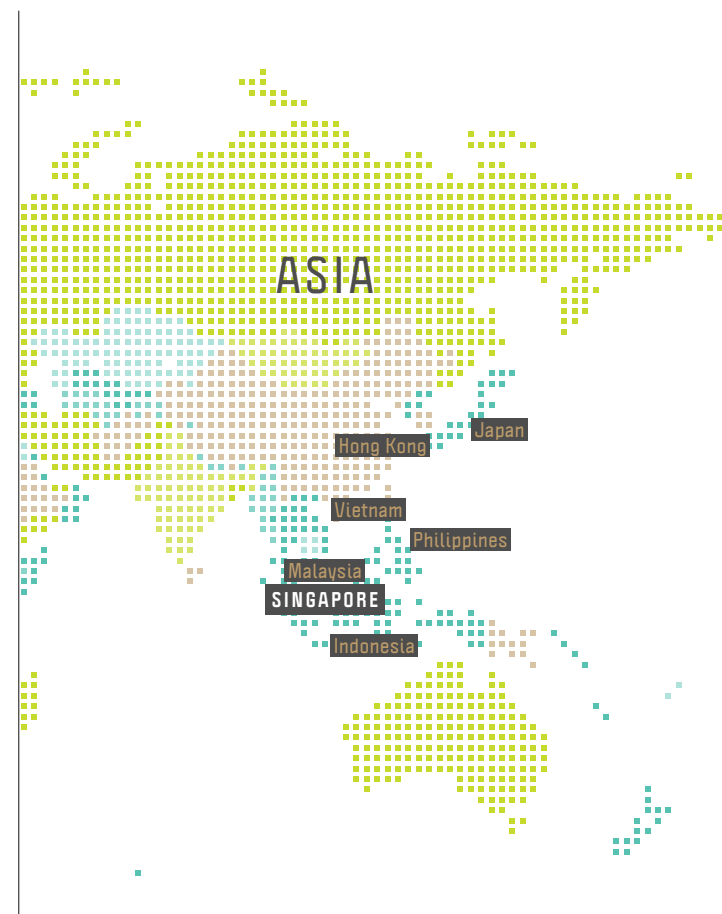 ASIA
Japan
Hong Kong
Vietnam
Philippines
Malaysia
SINGAPORE
Indonesia